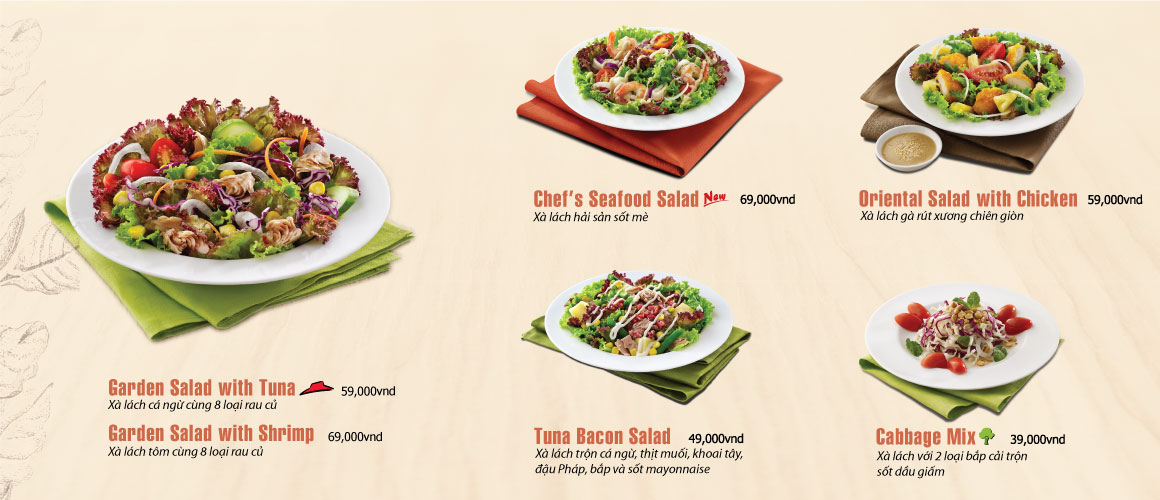 Garden Salad with Tuna 59,000vnd
Xà lách cá ngừ cùng 8 loại rau củ
Garden Salad with Shrimp 69,000vnd
Xà lách tôm cùng 8 loại rau củ
Chef's Seafood Salad New 69,000vnd
Xà lách hải sản sốt mè
Oriental Salad with Chicken 59,000vnd
Xà lách gà rút xương chiên giòn
Tuna Bacon Salad 49,000vnd
Xà lách trộn cá ngừ, thịt muối, khoai tây,
đậu Pháp, bắp và sốt mayonnaise
Cabbage Mix 39,000vnd
Xà lách với 2 loại bắp cải trộn
sốt dầu giấm